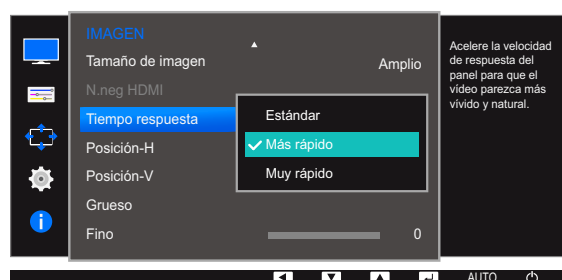 IMAGEN
Tamaño de imagen
Amplio
N.neg HDMI
Tiempo respuesta
Estándar
Más rápido
Muy rápido
Posición-H
Posición-V
Grueso
Fino
0
Acelere la velocidad
de respuesta del
panel para que el
vídeo parezca más
vívido y natural.
AUTO